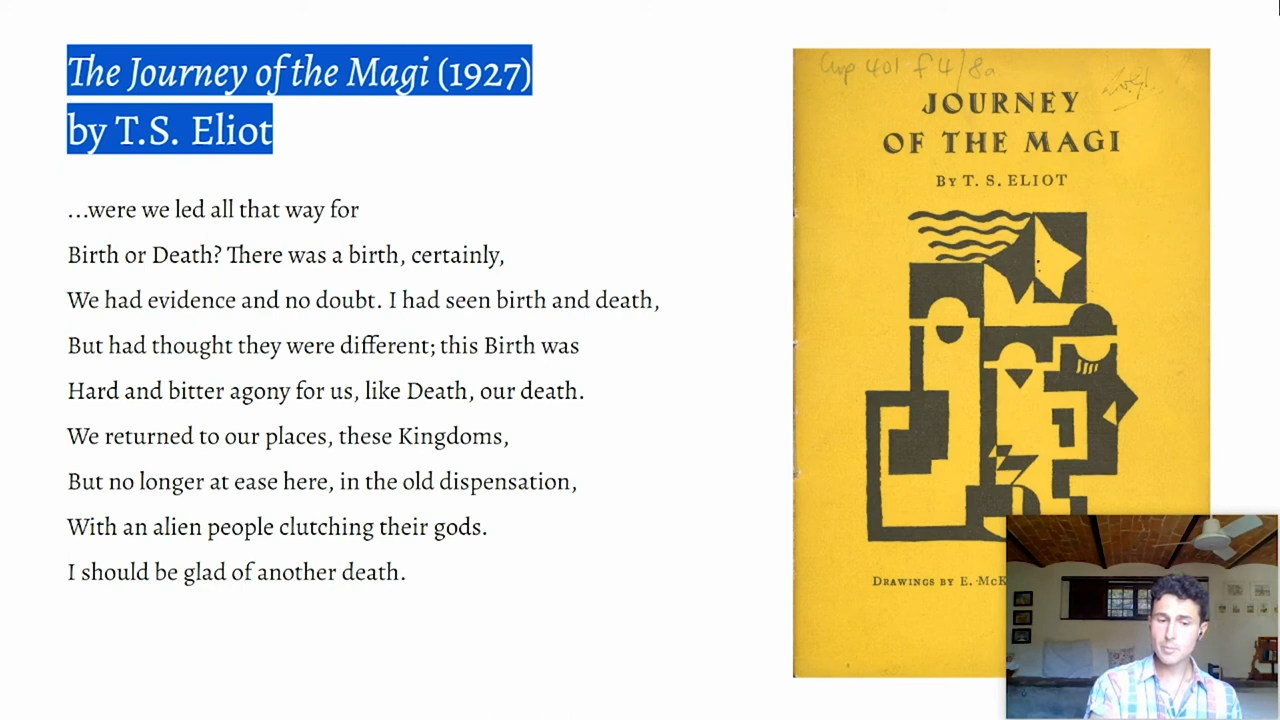 The Journey of the Magi (1927)
by T.S. Eliot
...were we led all that way for
Birth or Death? There was a birth, certainly,
We had evidence and no doubt. I had seen birth and death,
But had thought they were different; this Birth was
Hard and bitter agony for us, like Death, our death.
We returned to our places, these Kingdoms,
But no longer at ease here, in the old dispensation,
With an alien people clutching their gods.
I should be glad of another death.
Cup 401 f 4/8a
JOURNEY
OF THE MAGI
BY T. S. ELIOT
DRAWINGS BY E. MCK